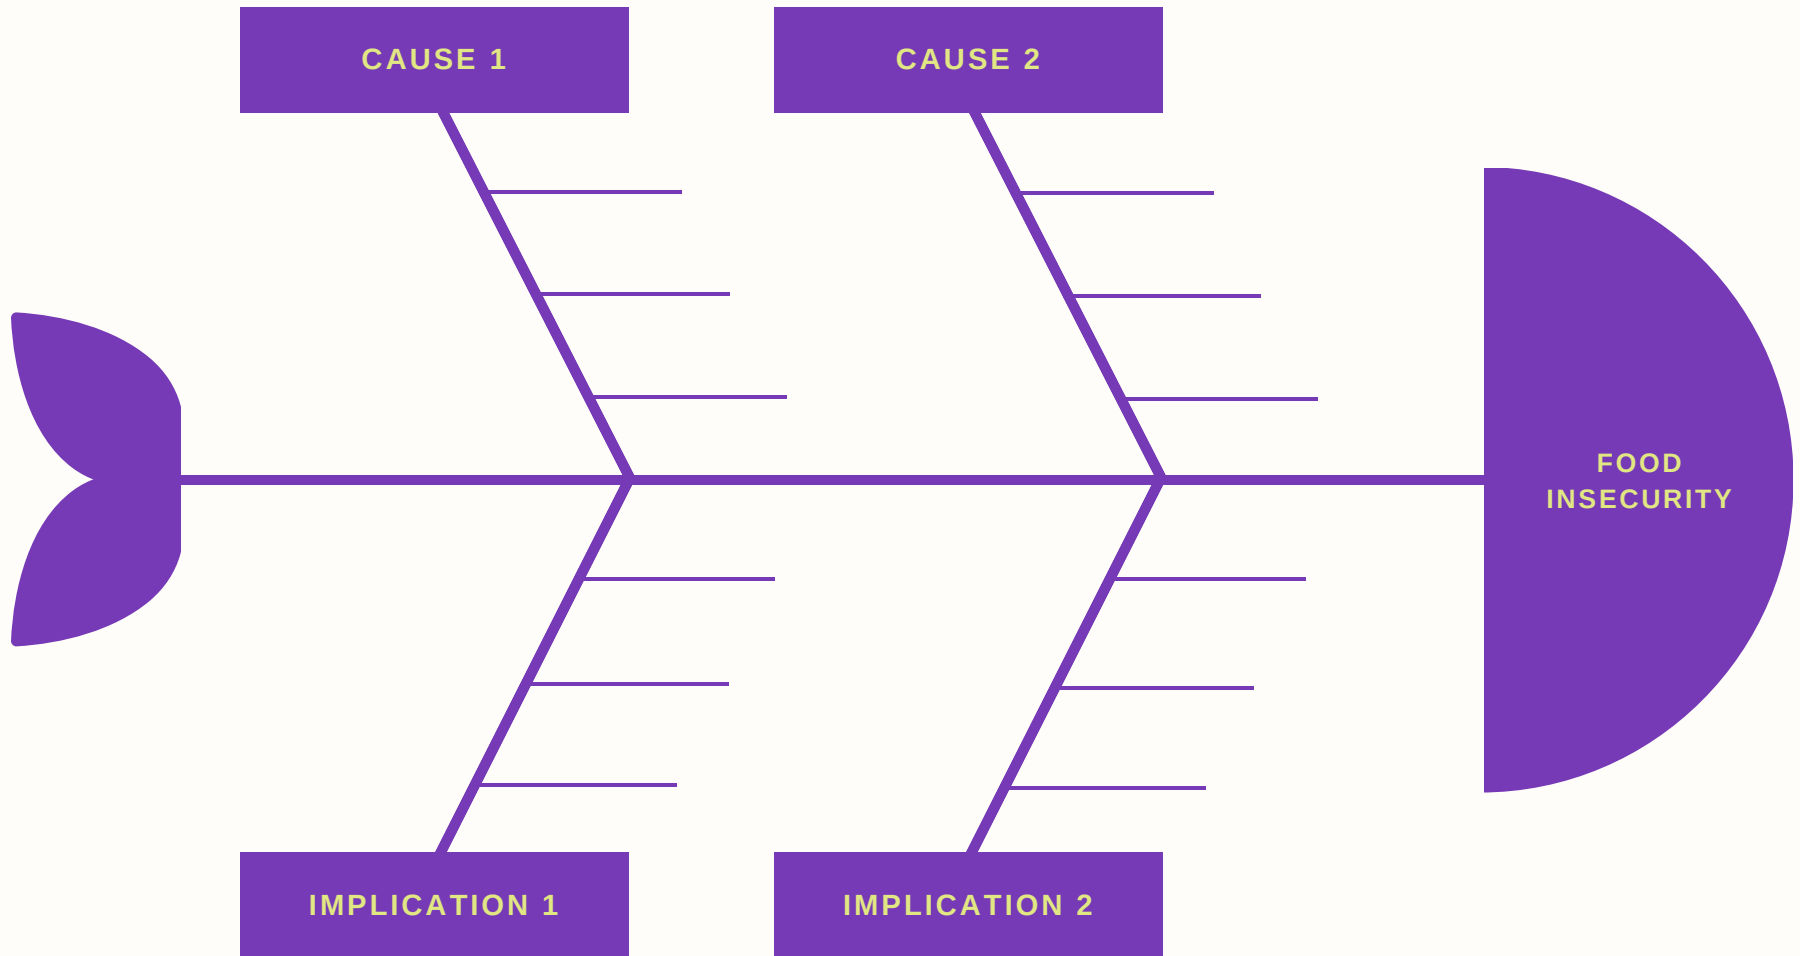 CAUSE 1
CAUSE 2
FOOD
INSECURITY
IMPLICATION 1
IMPLICATION 2